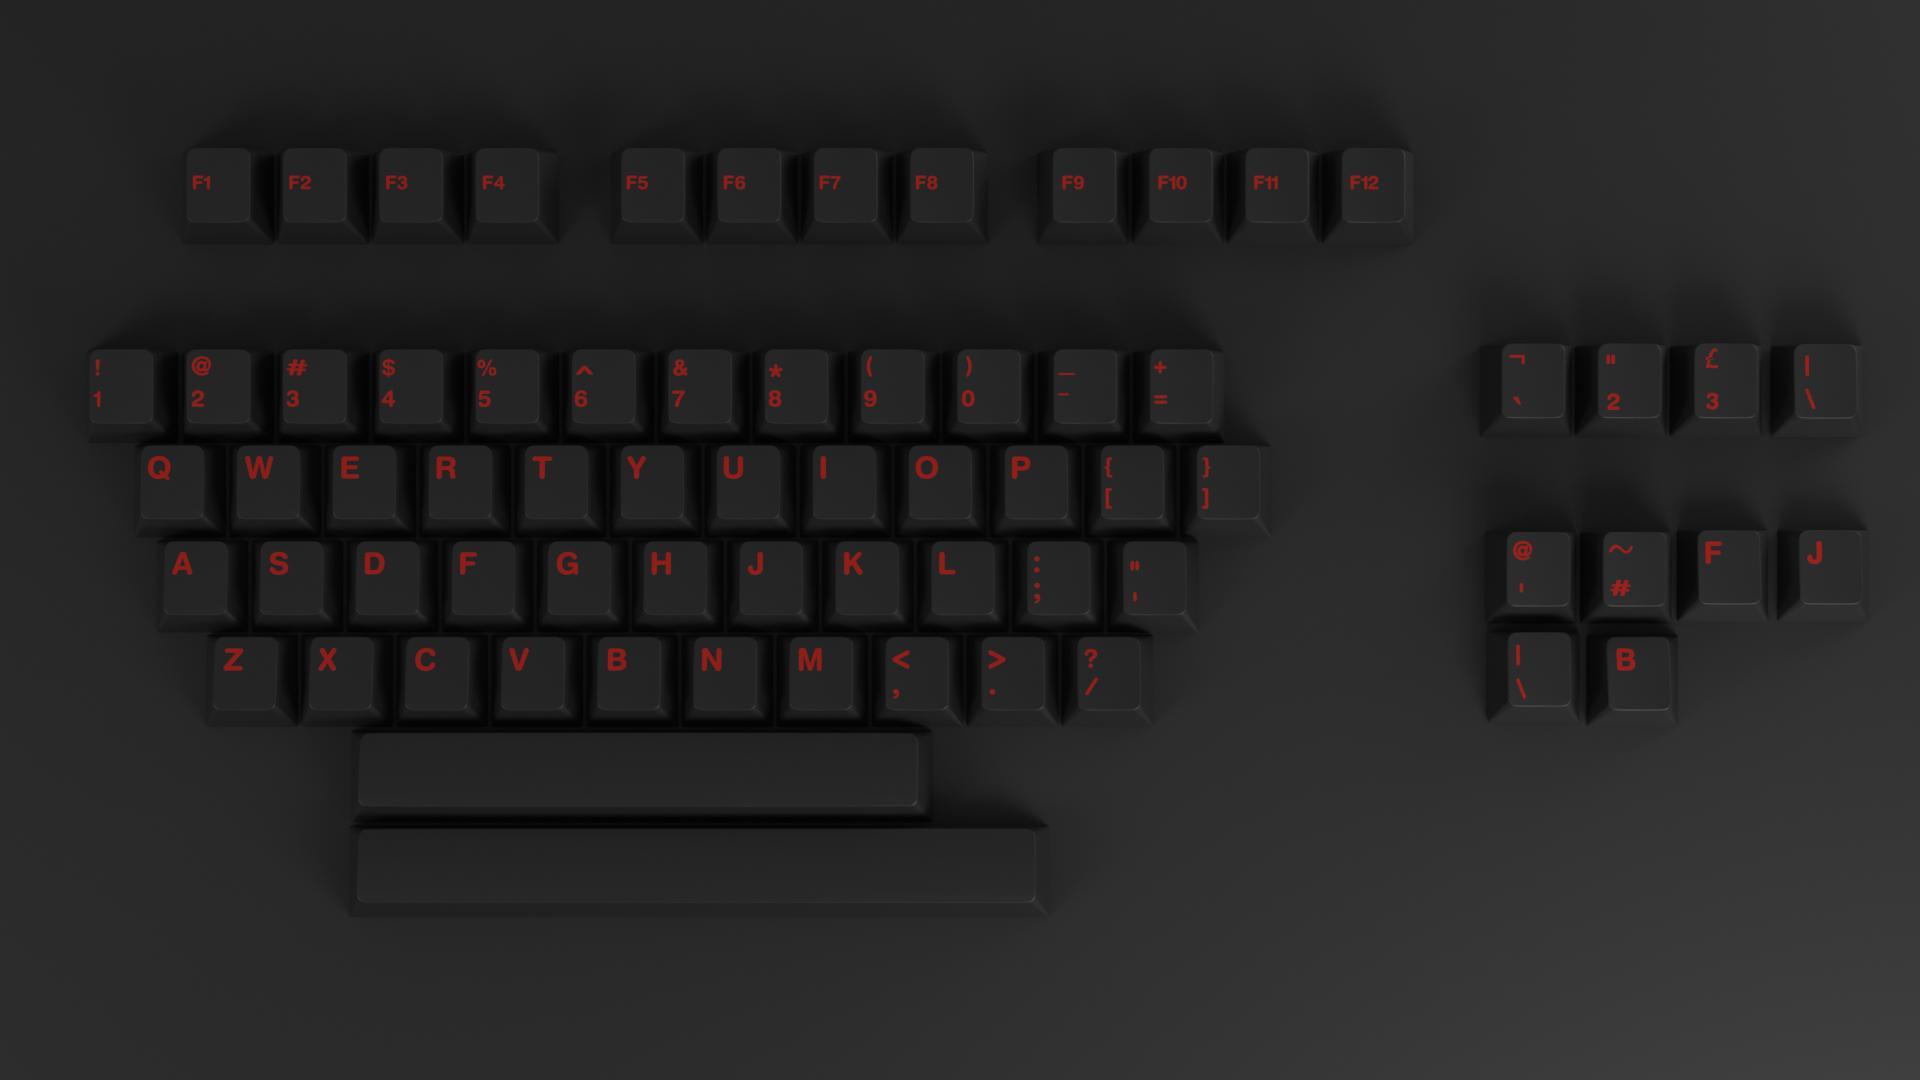 F1 F2 F3 F4 F5 F6 F7 F8 F9 F10 F11 F12
! @ # $ % ^ & * ( ) _ +
1 2 3 4 5 6 7 8 9 0 - =
¬ " £ |
` 2 3 \
Q W E R T Y U I O P { }
[ ]
A S D F G H J K L : "
; '
@ ~ F J
' #
Z X C V B N M < > ?
, . /
| B
\